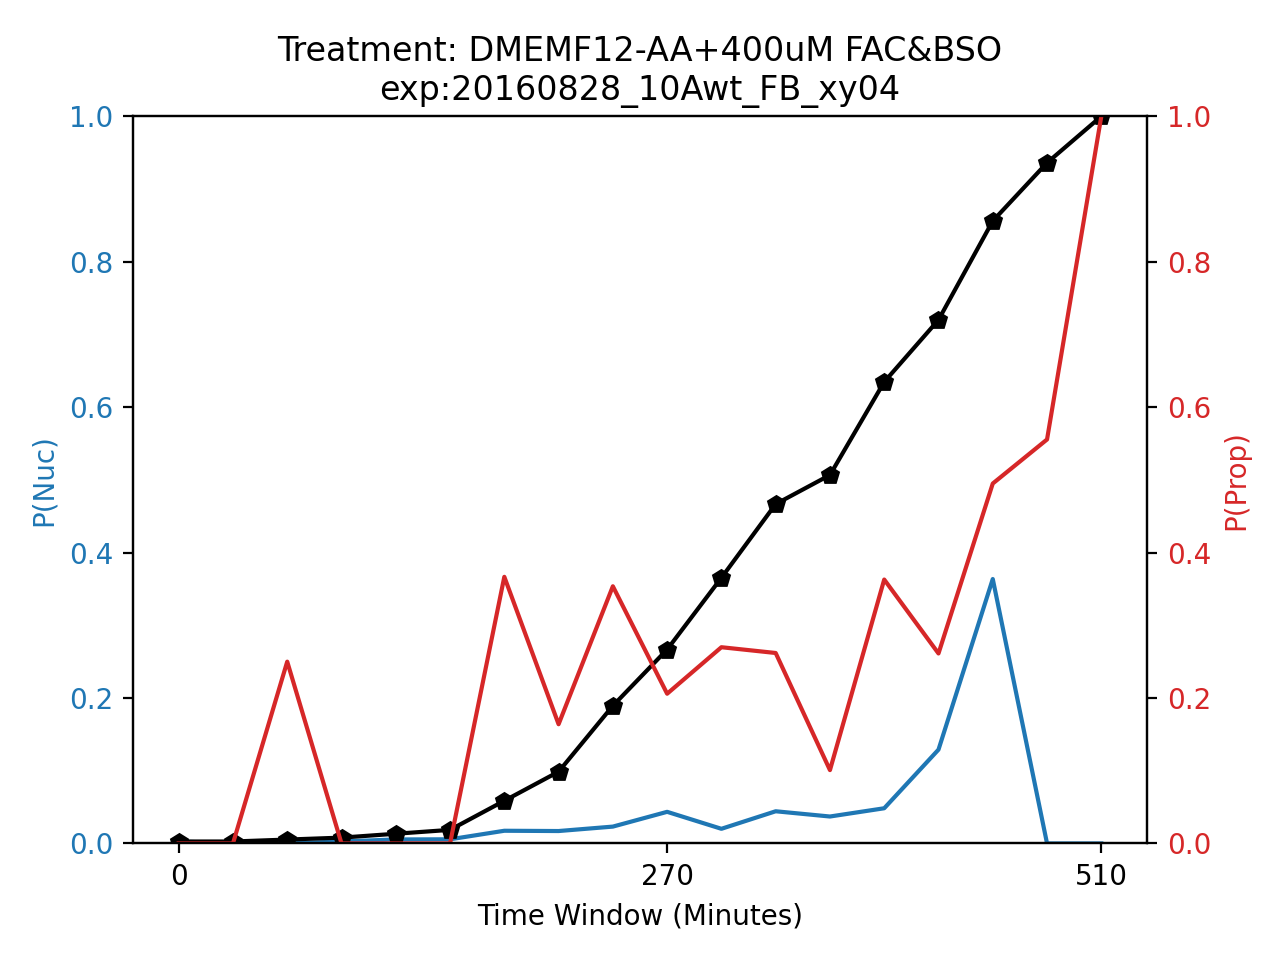 Treatment: DMEMF12-AA+400uM FAC&BSO
exp:20160828_10Awt_FB_xy04
1.0
0.8
0.6
0.4
0.2
0.0
P(Nuc)
1.0
0.8
0.6
0.4
0.2
0.0
P(Prop)
0 270 510
Time Window (Minutes)